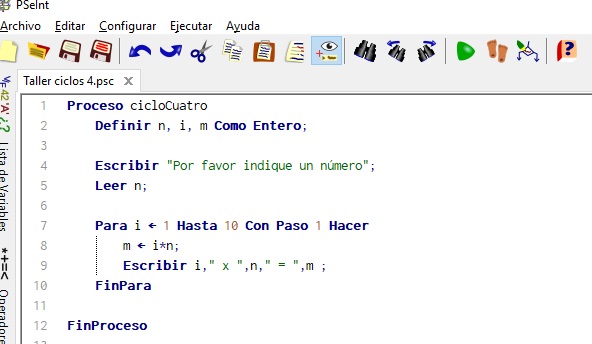 PSeInt
Archivo Editar Configurar Ejecutar Ayuda
Taller ciclos 4.psc
1 Proceso cicloCuatro
2 Definir n, i, m Como Entero;
3
4 Escribir "Por favor indique un número";
5 Leer n;
6
7 Para i ← 1 Hasta 10 Con Paso 1 Hacer
8 m ← i*n;
9 Escribir i," x ",n," = ",m ;
10 FinPara
11
12 FinProceso
Lista de Variables
*+=<